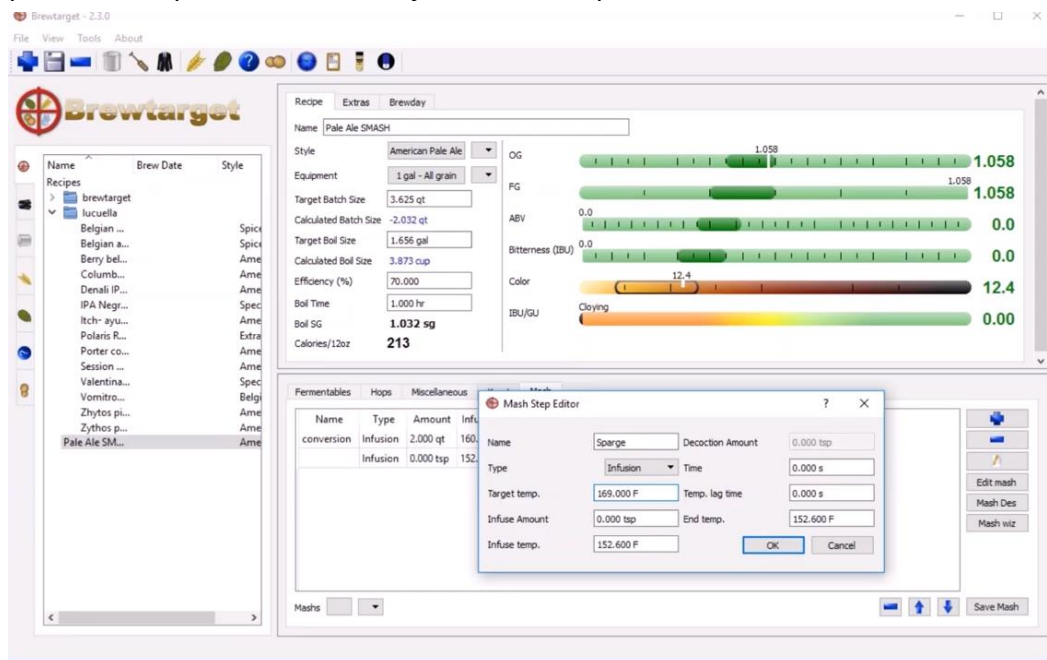 Brewtarget - 2.3.0
File View Tools About
Brewtarget
Name Brew Date Style
Recipes
brewtarget
lucuella
Belgian ... Spice
Belgian a... Spice
Berry bel... Ame
Columb... Ame
Denali IP... Ame
IPA Negr... Spec
Itch- ayu... Ame
Polaris R... Extra
Porter co... Ame
Session ... Ame
Valentina... Spec
Vomitro... Belgi
Zhytos pi... Ame
Zythos p... Ame
Pale Ale SM... Ame
Recipe Extras Brewday
Name Pale Ale SMASH
Style American Pale Ale
Equipment 1 gal - All grain
Target Batch Size 3.625 qt
Calculated Batch Size -2.032 qt
Target Boil Size 1.656 gal
Calculated Boil Size 3.873 cup
Efficiency (%) 70.000
Boil Time 1.000 hr
Boil SG 1.032 sg
Calories/12oz 213
OG 1.058 1.058
FG 1.058 1.058
ABV 0.0 0.0
Bitterness (IBU) 0.0 0.0
Color 12.4 12.4
IBU/GU Cloying 0.00
Fermentables Hops Miscellaneous Mash
Name Type Amount Infu
conversion Infusion 2.000 qt 160.
Infusion 0.000 tsp 152.
Mash Step Editor ?
Name Sparge Decoction Amount 0.000 tsp
Type Infusion Time 0.000 s
Target temp. 169.000 F Temp. lag time 0.000 s
Infuse Amount 0.000 tsp End temp. 152.600 F
Infuse temp. 152.600 F OK Cancel
Edit mash
Mash Des
Mash wiz
Mashs Save Mash